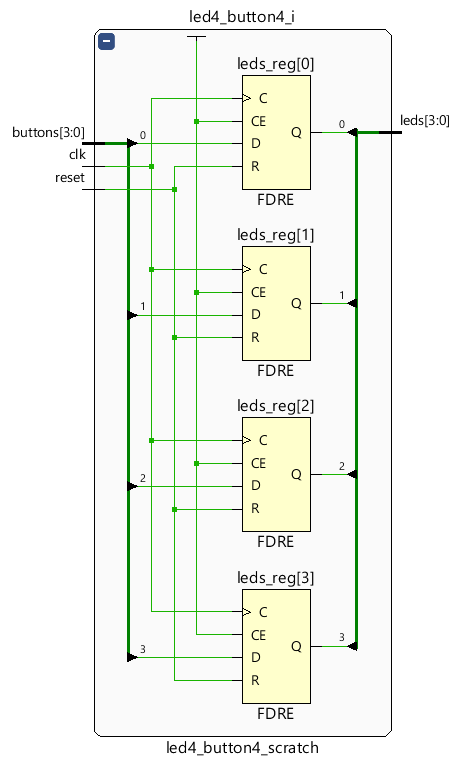 led4_button4_i
leds_reg[0]
C
CE
D
R
Q
FDRE
buttons[3:0]
clk
reset
0
0
leds[3:0]
leds_reg[1]
C
CE
D
R
Q
FDRE
1
1
leds_reg[2]
C
CE
D
R
Q
FDRE
2
2
leds_reg[3]
C
CE
D
R
Q
FDRE
3
3
led4_button4_scratch